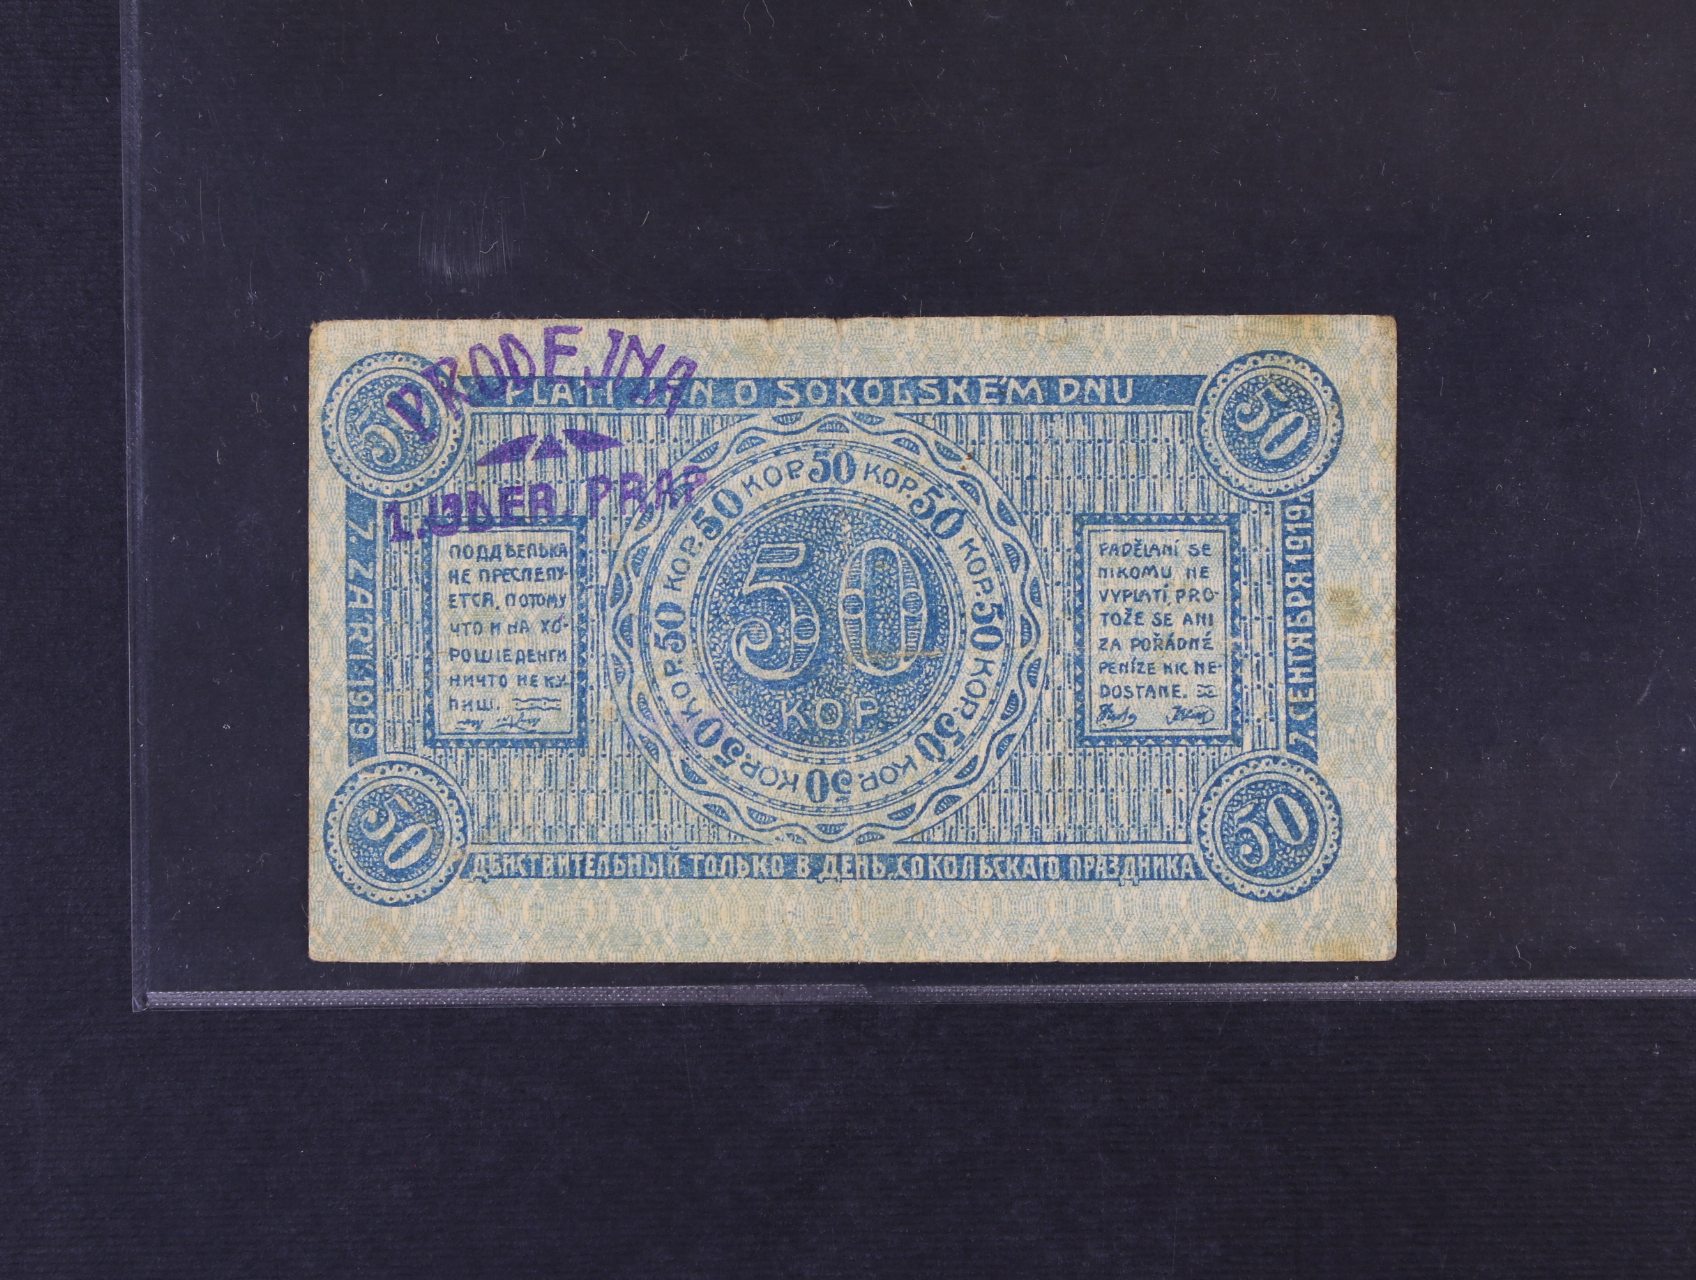 PRODEJNA
1. ÚDER. PRAP
PLATÍ JEN O SOKOLSKÉM DNU
50
50
7. ZÁŘÍ 1919
7 СЕНТЯБРЯ 1919
ПОДДѢЛЬКА
НЕ ПРЕСЛЕДУ-
ЕТСЯ, ПОТОМУ
ЧТО И НА ХО-
РОШІЕ ДЕНГИ
НИЧТО НЕ КУ
ПИШ.
50 KOP. 50 KOP. 50 KOP. 50 KOP. 50 KOP. 50 KOP. 50 KOP. 50 KOP.
50
KOP
PADĚLANÍ SE
NIKOMU NE
VYPLATÍ, PRO-
TOŽE SE ANI
ZA POŘÁDNÉ
PENÍZE NIC NE-
DOSTANE.
50
50
ДѢЙСТВИТЕЛЬНЫЙ ТОЛЬКО В ДЕНЬ СОКОЛЬСКАГО ПРАЗДНИКА